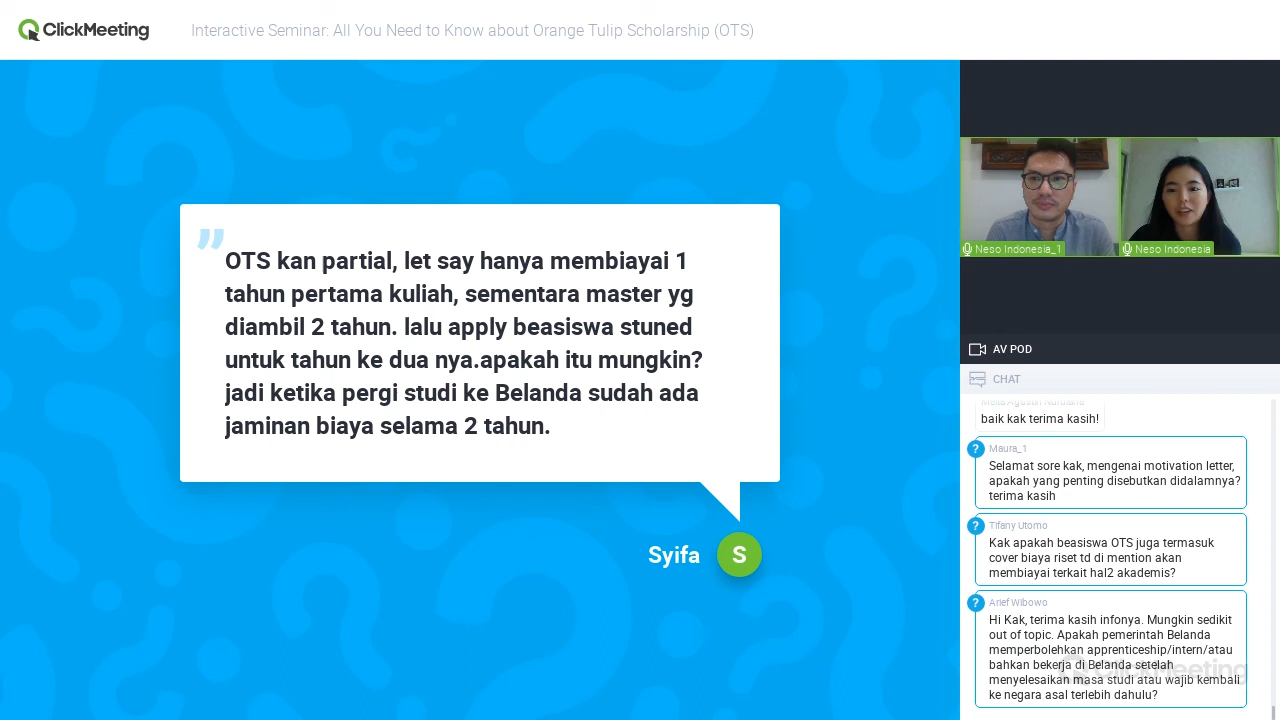 ClickMeeting
Interactive Seminar: All You Need to Know about Orange Tulip Scholarship (OTS)
OTS kan partial, let say hanya membiayai 1
tahun pertama kuliah, sementara master yg
diambil 2 tahun. lalu apply beasiswa stuned
untuk tahun ke dua nya.apakah itu mungkin?
jadi ketika pergi studi ke Belanda sudah ada
jaminan biaya selama 2 tahun.
Syifa
S
Neso Indonesia_1
Neso Indonesia
AV POD
CHAT
baik kak terima kasih!
?
Maura_1
Selamat sore kak, mengenai motivation letter,
apakah yang penting disebutkan didalamnya?
terima kasih
?
Tifany Utomo
Kak apakah beasiswa OTS juga termasuk
cover biaya riset td di mention akan
membiayai terkait hal2 akademis?
?
Arief Wibowo
Hi Kak, terima kasih infonya. Mungkin sedikit
out of topic. Apakah pemerintah Belanda
memperbolehkan apprenticeship/intern/atau
bahkan bekerja di Belanda setelah
menyelesaikan masa studi atau wajib kembali
ke negara asal terlebih dahulu?
ClickMeeting